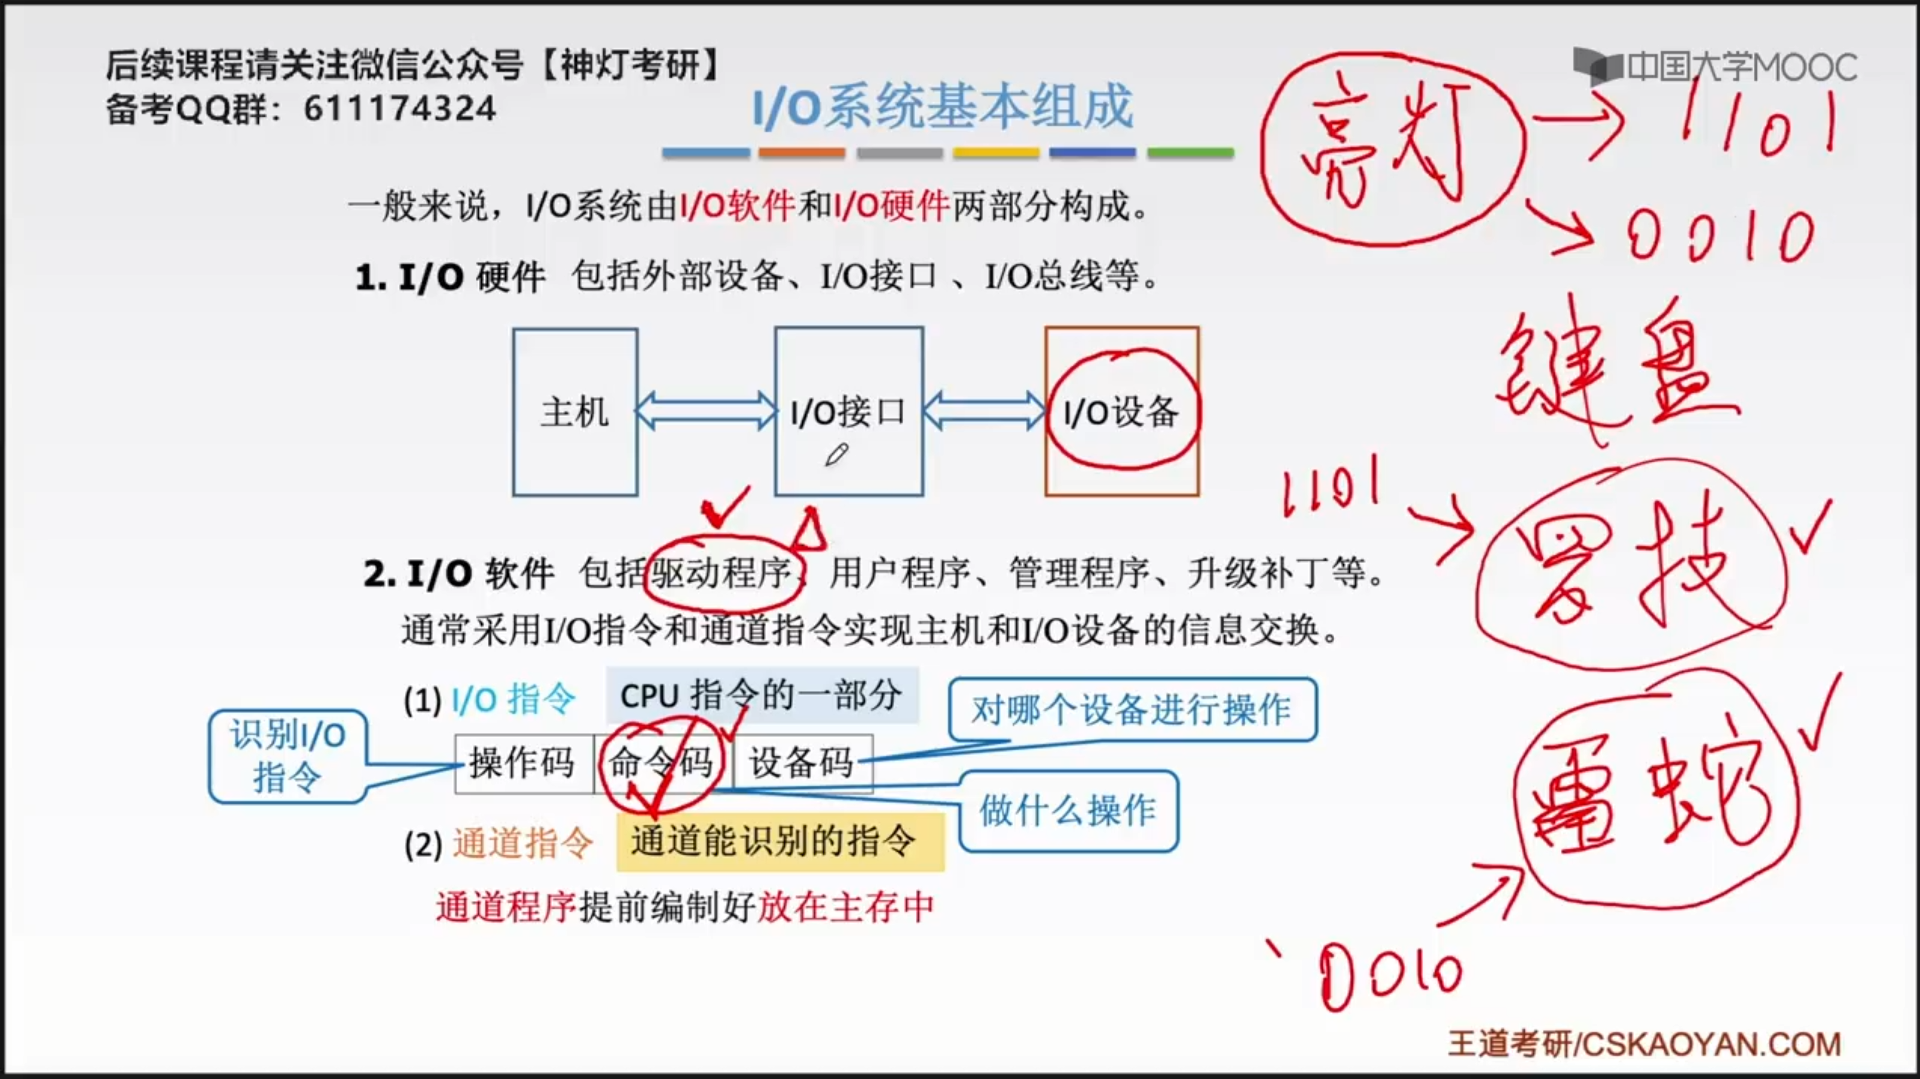 后续课程请关注微信公众号【神灯考研】
备考QQ群：611174324
中国大学MOOC
I/O系统基本组成
亮灯 → 1101
→ 0010
一般来说，I/O系统由I/O软件和I/O硬件两部分构成。
1. I/O 硬件 包括外部设备、I/O接口 、I/O总线等。
键盘
主机
I/O接口
I/O设备
1101 → 罗技
2. I/O 软件 包括驱动程序、用户程序、管理程序、升级补丁等。
通常采用I/O指令和通道指令实现主机和I/O设备的信息交换。
(1) I/O 指令 CPU 指令的一部分
对哪个设备进行操作
识别I/O
指令
操作码 命令码 设备码
做什么操作
雷蛇
(2) 通道指令 通道能识别的指令
通道程序提前编制好放在主存中
0010
王道考研/CSKAOYAN.COM